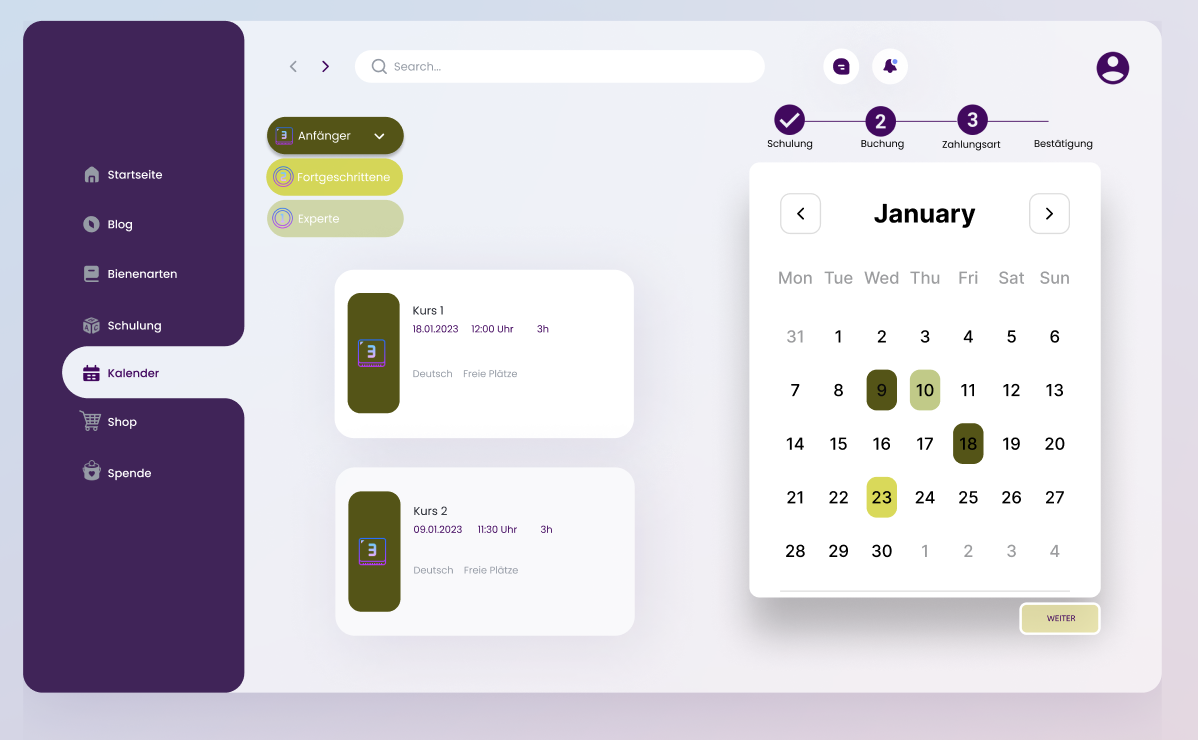 Startseite
Blog
Bienenarten
Schulung
Kalender
Shop
Spende
Search...
3 Anfänger
Fortgeschrittene
Experte
3
Kurs 1
18.01.2023 12:00 Uhr 3h
Deutsch Freie Plätze
3
Kurs 2
09.01.2023 11:30 Uhr 3h
Deutsch Freie Plätze
2 3
Schulung Buchung Zahlungsart Bestätigung
January
Mon Tue Wed Thu Fri Sat Sun
31 1 2 3 4 5 6
7 8 9 10 11 12 13
14 15 16 17 18 19 20
21 22 23 24 25 26 27
28 29 30 1 2 3 4
WEITER